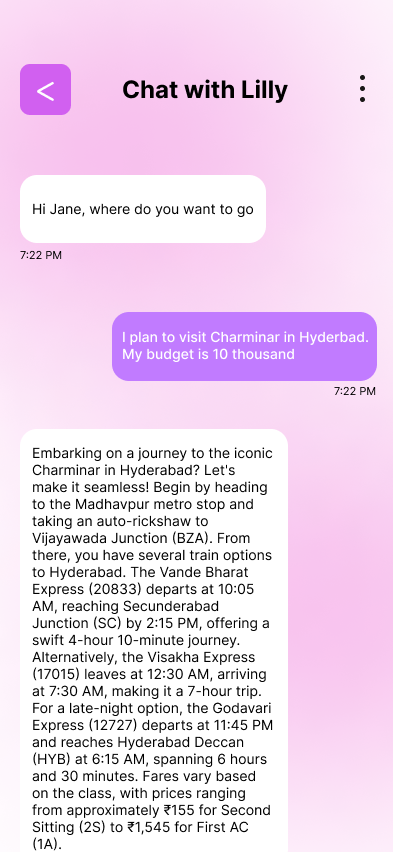 Chat with Lilly
Hi Jane, where do you want to go
7:22 PM
I plan to visit Charminar in Hyderbad.
My budget is 10 thousand
7:22 PM
Embarking on a journey to the iconic
Charminar in Hyderabad? Let's
make it seamless! Begin by heading
to the Madhavpur metro stop and
taking an auto-rickshaw to
Vijayawada Junction (BZA). From
there, you have several train options
to Hyderabad. The Vande Bharat
Express (20833) departs at 10:05
AM, reaching Secunderabad
Junction (SC) by 2:15 PM, offering a
swift 4-hour 10-minute journey.
Alternatively, the Visakha Express
(17015) leaves at 12:30 AM, arriving
at 7:30 AM, making it a 7-hour trip.
For a late-night option, the Godavari
Express (12727) departs at 11:45 PM
and reaches Hyderabad Deccan
(HYB) at 6:15 AM, spanning 6 hours
and 30 minutes. Fares vary based
on the class, with prices ranging
from approximately ₹155 for Second
Sitting (2S) to ₹1,545 for First AC
(1A).